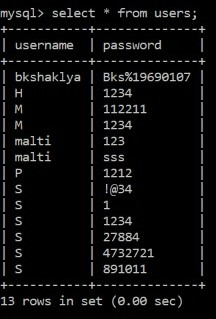 mysql> select * from users;
+-----------+-------------+
| username | password |
+-----------+-------------+
| bkshaklya | Bks%19690107 |
| H | 1234 |
| M | 112211 |
| M | 1234 |
| malti | 123 |
| malti | sss |
| P | 1212 |
| S | !@34 |
| S | 1 |
| S | 1234 |
| S | 27884 |
| S | 4732721 |
| S | 891011 |
+-----------+-------------+
13 rows in set (0.00 sec)